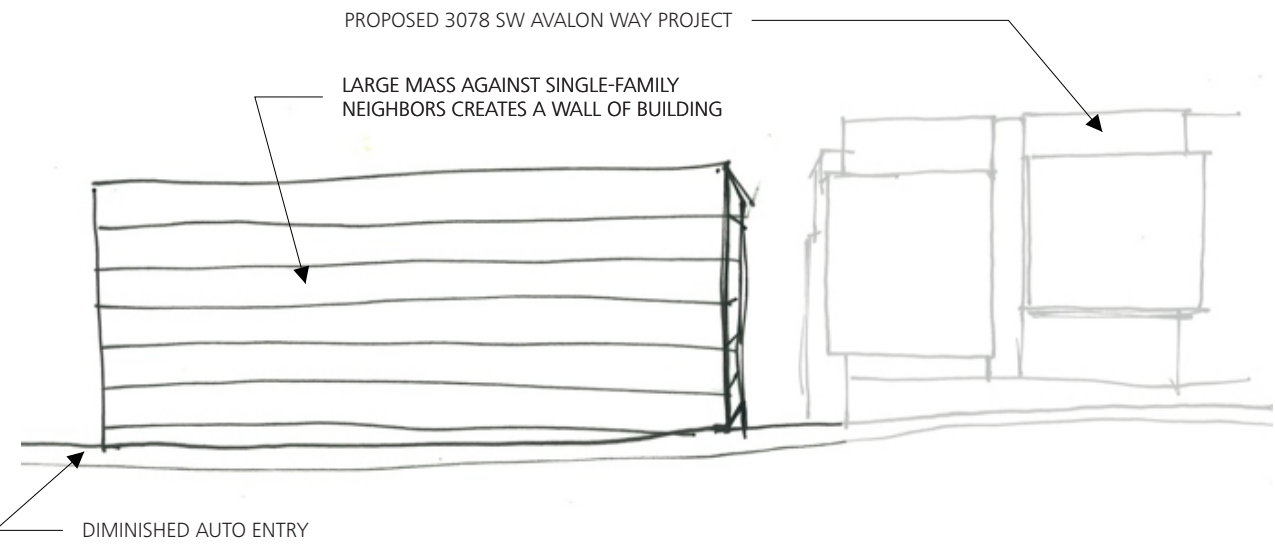 PROPOSED 3078 SW AVALON WAY PROJECT
LARGE MASS AGAINST SINGLE-FAMILY
NEIGHBORS CREATES A WALL OF BUILDING
DIMINISHED AUTO ENTRY